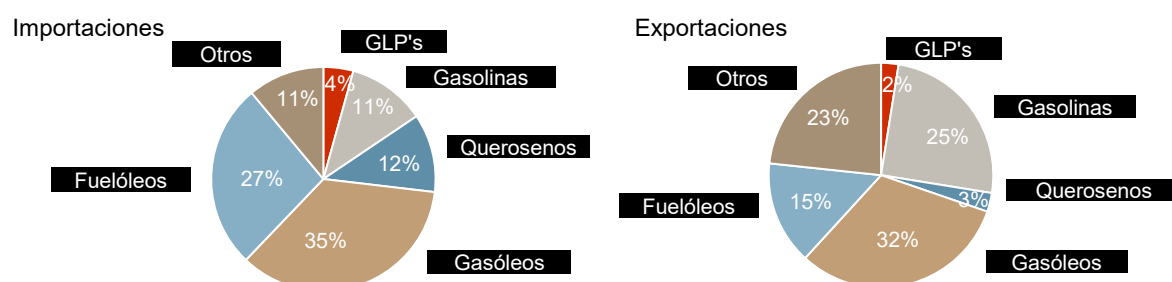 Importaciones
GLP's
Otros
Gasolinas
4%
11%
11%
Querosenos
12%
Fuelóleos
27%
35%
Gasóleos
Exportaciones
GLP's
Otros
2%
Gasolinas
23%
25%
Querosenos
3%
Fuelóleos
15%
32%
Gasóleos